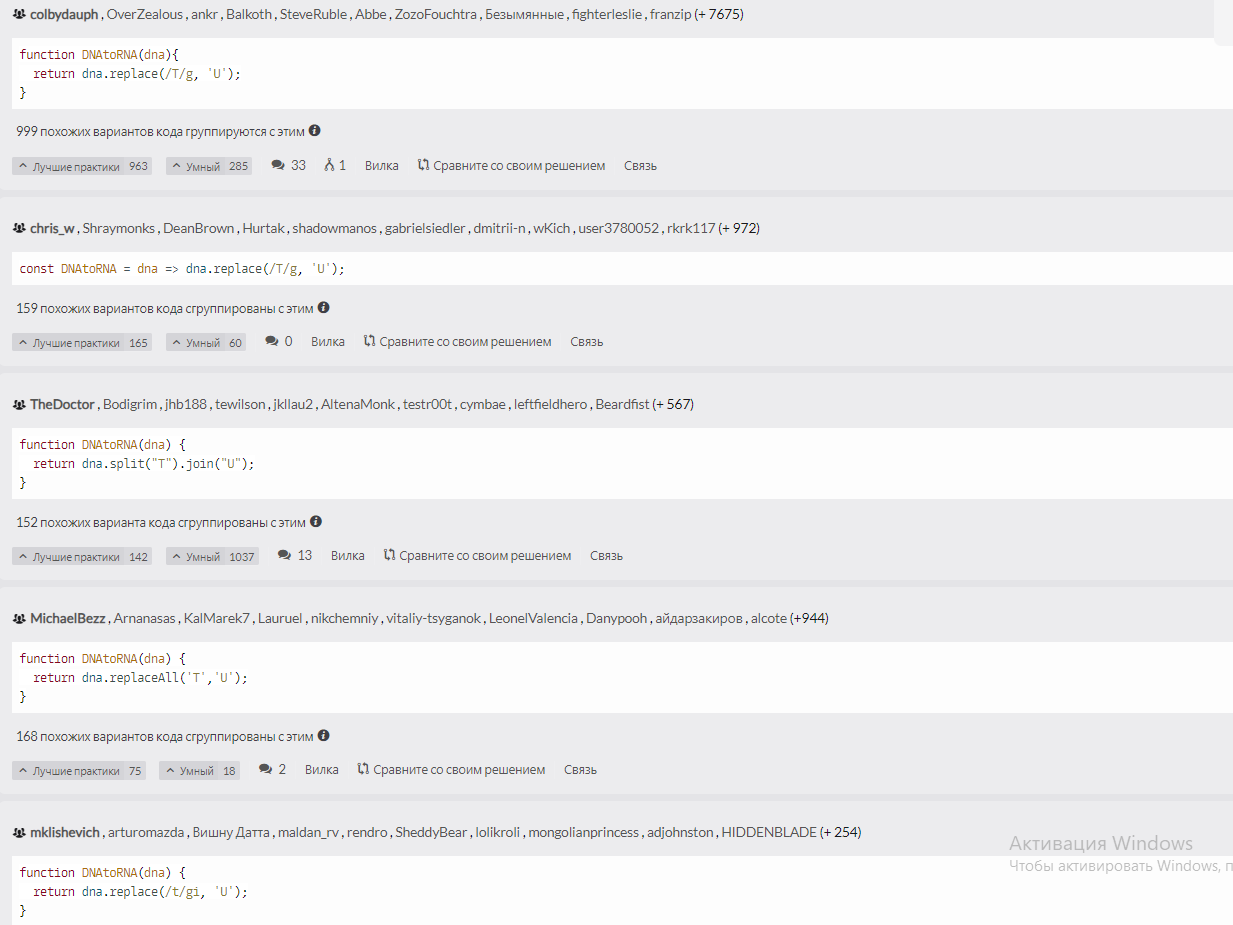 colbydauph , OverZealous , ankr , Balkoth , SteveRuble , Abbe , ZozoFouchtra , Безымянные , fighterleslie , franzip (+ 7675)
function DNAtoRNA(dna){
  return dna.replace(/T/g, 'U');
}
999 похожих вариантов кода группируются с этим
Лучшие практики 963 Умный 285 33 1 Вилка Сравните со своим решением Связь
chris_w , Shraymonks , DeanBrown , Hurtak , shadowmanos , gabrielsiedler , dmitrii-n , wKich , user3780052 , rkrk117 (+ 972)
const DNAtoRNA = dna => dna.replace(/T/g, 'U');
159 похожих вариантов кода сгруппированы с этим
Лучшие практики 165 Умный 60 0 Вилка Сравните со своим решением Связь
TheDoctor , Bodigrim , jhb188 , tewilson , jkllau2 , AltenaMonk , testr00t , cymbae , leftfieldhero , Beardfist (+ 567)
function DNAtoRNA(dna) {
  return dna.split("T").join("U");
}
152 похожих варианта кода сгруппированы с этим
Лучшие практики 142 Умный 1037 13 Вилка Сравните со своим решением Связь
MichaelBezz , Arnanasas , KalMarek7 , Lauruel , nikchemniy , vitaliy-tsyganok , LeonelValencia , Danypooh , айдарзакиров , alcote (+944)
function DNAtoRNA(dna) {
  return dna.replaceAll('T','U');
}
168 похожих вариантов кода сгруппированы с этим
Лучшие практики 75 Умный 18 2 Вилка Сравните со своим решением Связь
mklishevich , arturomazda , Вишну Датта , maldan_rv , rendro , SheddyBear , lolikroli , mongolianprincess , adjohnston , HIDDENBLADE (+ 254)
function DNAtoRNA(dna) {
  return dna.replace(/t/gi, 'U');
}
Активация Windows
Чтобы активировать Windows, п